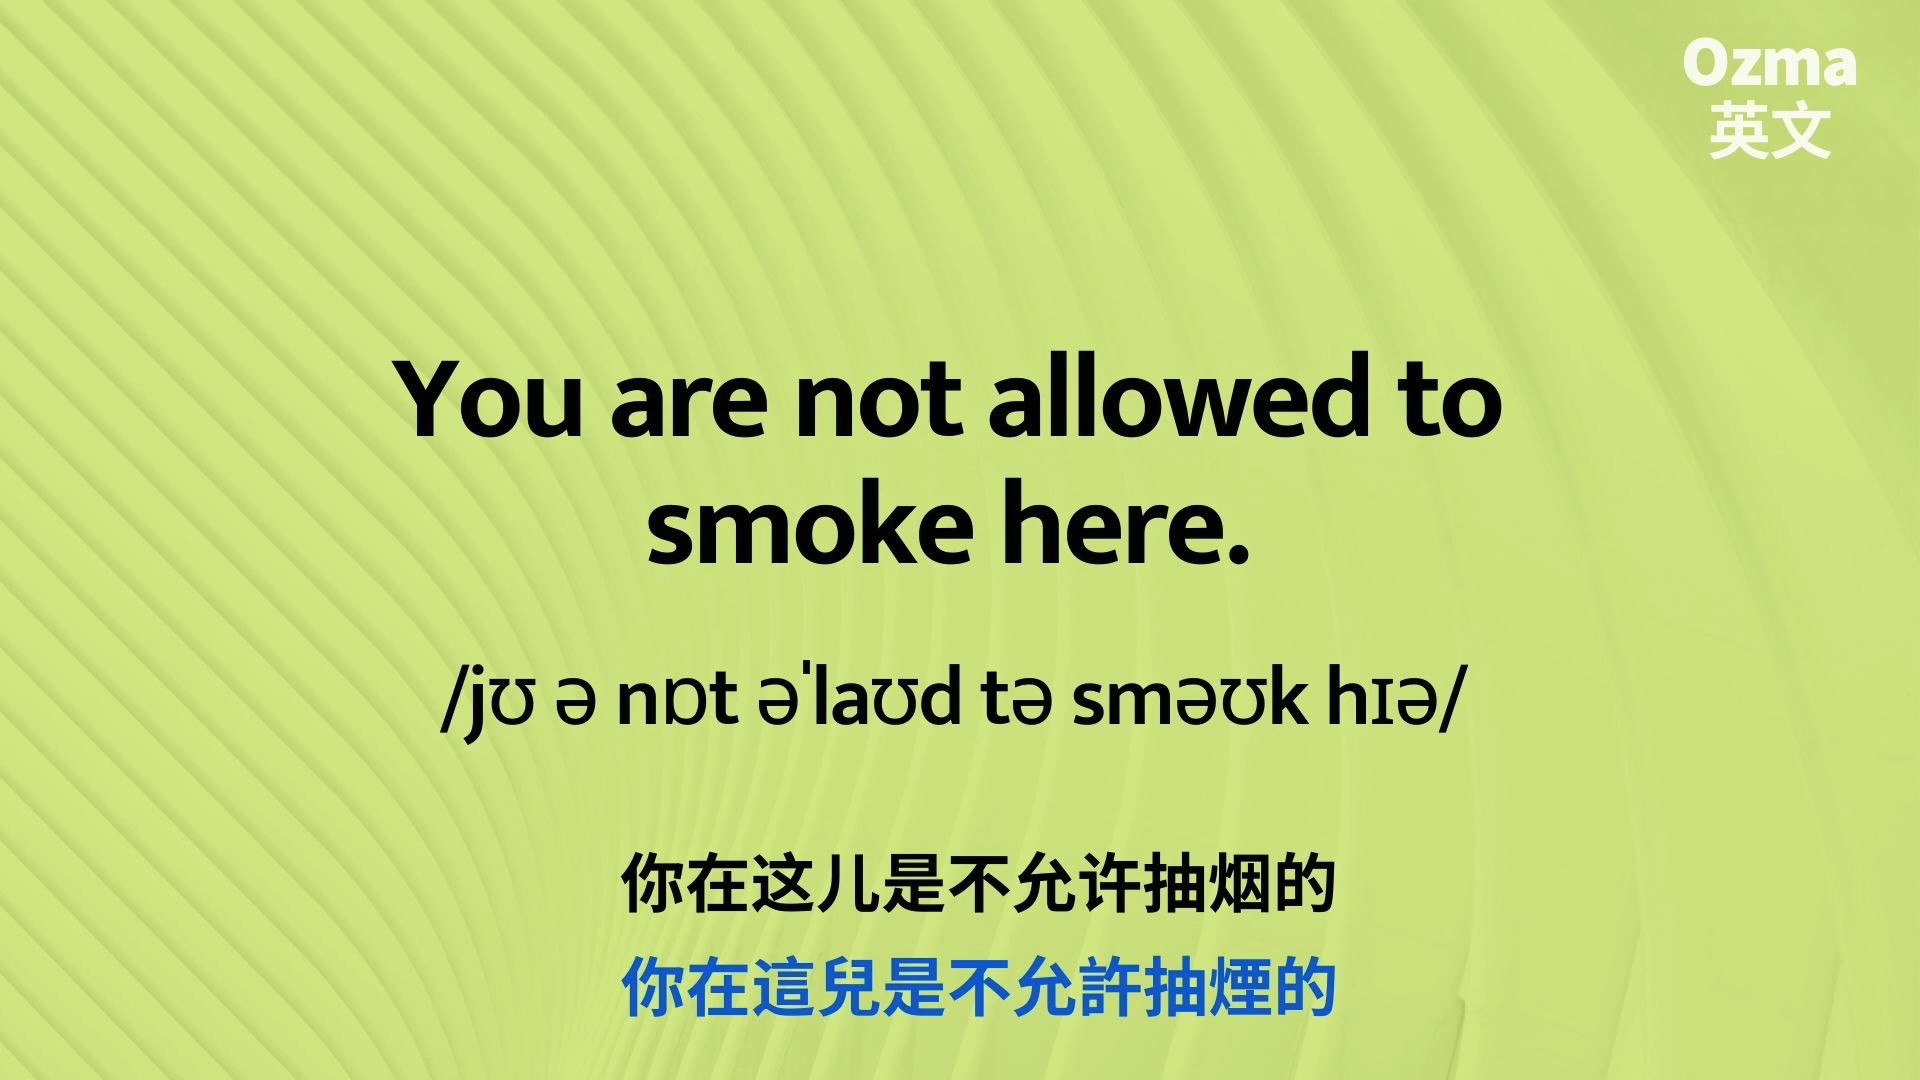 Ozma
英文
You are not allowed to
smoke here.
/jʊ ə nɒt əˈlaʊd tə sməʊk hɪə/
你在这儿是不允许抽烟的
你在這兒是不允許抽煙的